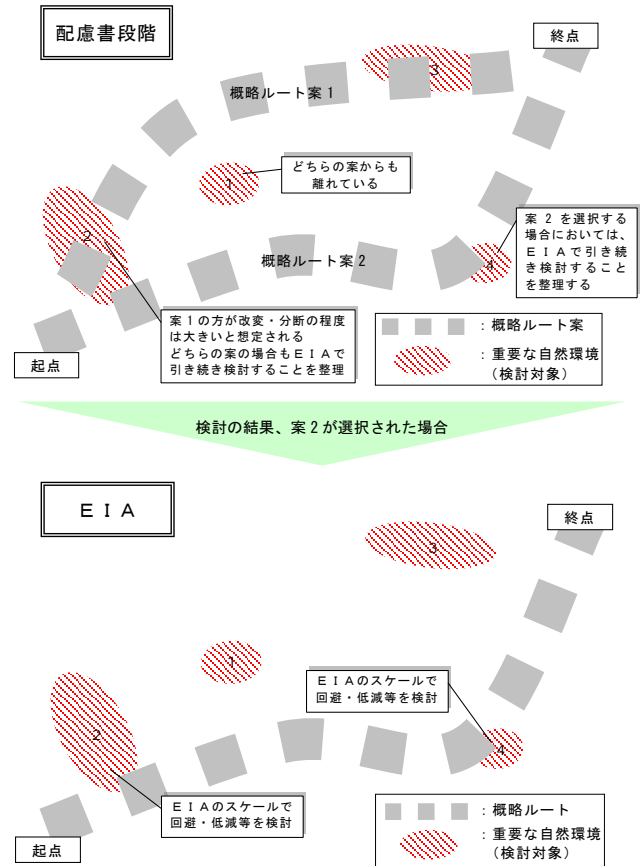 配慮書段階
終点
3
概略ルート案1
1
どちらの案からも
離れている
2
案2を選択する
場合においては、
EIAで引き続
き検討すること
を整理する
概略ルート案2
4
案1の方が改変・分断の程度
は大きいと想定される
どちらの案の場合もEIAで
引き続き検討することを整理
起点
：概略ルート案
：重要な自然環境
（検討対象）
検討の結果、案2が選択された場合
EIA
終点
3
1
EIAのスケールで
回避・低減等を検討
2
4
EIAのスケールで
回避・低減等を検討
起点
：概略ルート
：重要な自然環境
（検討対象）